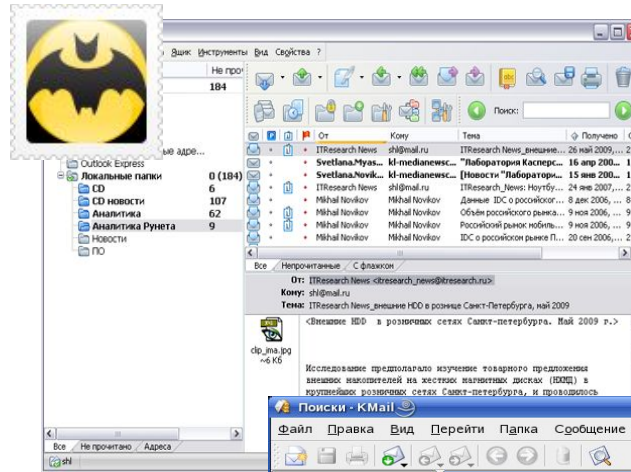 Ящик Инструменты Вид Свойства ?
Не про
184
Поиск:
ые адре...
Outlook Express
Локальные папки 0 (184)
CD 6
CD новости 107
Аналитика 62
Аналитика Рунета 9
Новости
ПО
От Кому Тема Получено
ITResearch News shl@mail.ru ITResearch News_внешние... 26 май 2009,...
Svetlana.Myas... kl-medianewsc... "Лаборатория Касперс... 16 апр 200...
Svetlana.Novik... kl-medianewsc... [Новости "Лаборатори... 15 янв 200...
ITResearch News shl@mail.ru ITResearch_News: Ноутбу... 24 янв 2007,...
Mikhail Novikov Mikhail Novikov Данные IDC о российског... 8 дек 2006, ...
Mikhail Novikov Mikhail Novikov Объём российского рынка... 9 ноя 2006, ...
Mikhail Novikov Mikhail Novikov Российский рынок мобиль... 9 ноя 2006, ...
Mikhail Novikov Mikhail Novikov IDC о российском рынке П... 20 сен 2006,...
Все Непрочитанные С флажком
От: ITResearch News <itresearch_news@itresearch.ru>
Кому: shl@mail.ru
Тема: ITResearch News_внешние HDD в рознице Санкт-Петербурга, май 2009
clip_ima.jpg
~6 Кб
<Внешние HDD в розничных сетях Санкт-петербурга. Май 2009 г.>
Исследование предполагало изучение товарного предложения
внешних накопителей на жестких магнитных дисках (НЖМД) в
крупнейших розничных сетях Санкт-Петербурга, и проводилось
Все Не прочитано Адреса
shl
Поиски - KMail
Файл Правка Вид Перейти Папка Сообщение